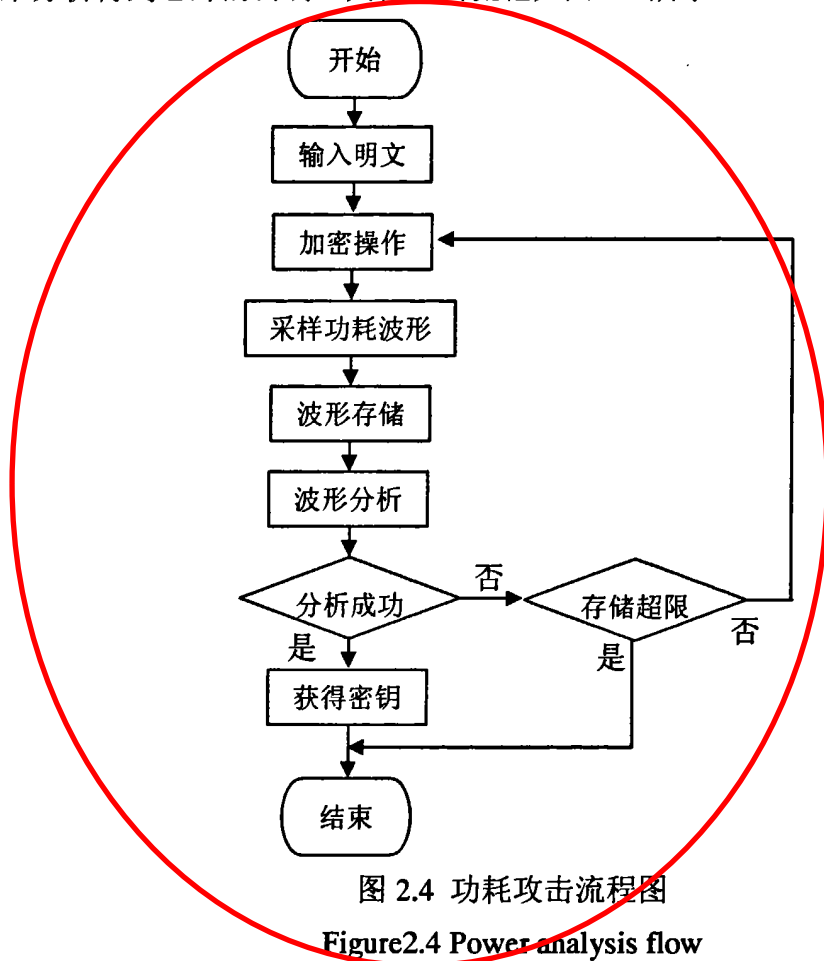 开始
输入明文
加密操作
采样功耗波形
波形存储
波形分析
分析成功
否
存储超限
否
是
是
获得密钥
结束
图 2.4 功耗攻击流程图
Figure2.4 Power analysis flow